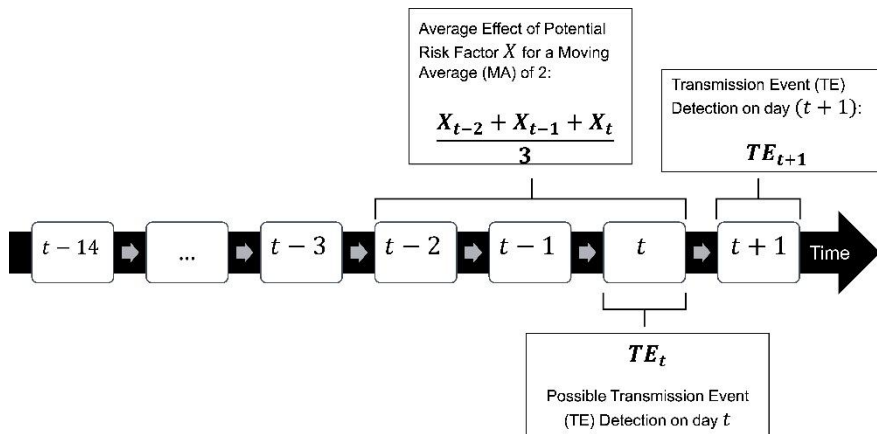 Average Effect of Potential
Risk Factor X for a Moving
Average (MA) of 2:
X_{t−2} + X_{t−1} + X_t
3
Transmission Event (TE)
Detection on day (t + 1):
TE_{t+1}
t − 14 ... t − 3 t − 2 t − 1 t t + 1 Time
TE_t
Possible Transmission Event
(TE) Detection on day t